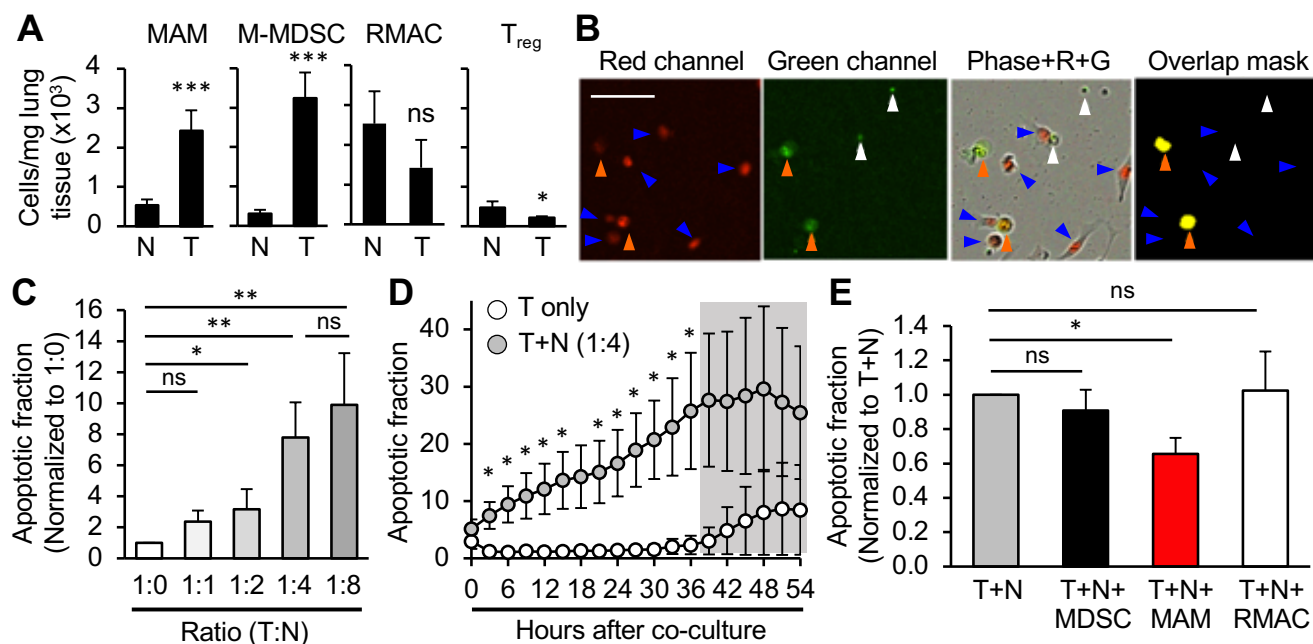 A
MAM M-MDSC RMAC Treg
*** *** ns *
Cells/mg lung
tissue (x10³)
4
3
2
1
0
N T N T N T N T
B
Red channel Green channel Phase+R+G Overlap mask
C
Apoptotic fraction
(Normalized to 1:0)
16
14
12
10
8
6
4
2
0
**
** ns
*
ns
1:0 1:1 1:2 1:4 1:8
Ratio (T:N)
D
Apoptotic fraction
40
30
20
10
0
T only
T+N (1:4)
* * * * * * * * * * *
0 6 12 18 24 30 36 42 48 54
Hours after co-culture
E
Apoptotic fraction
(Normalized to T+N)
1.4
1.2
1.0
0.8
0.6
0.4
0.2
0.0
ns
*
ns
T+N T+N+ T+N+ T+N+
MDSC MAM RMAC